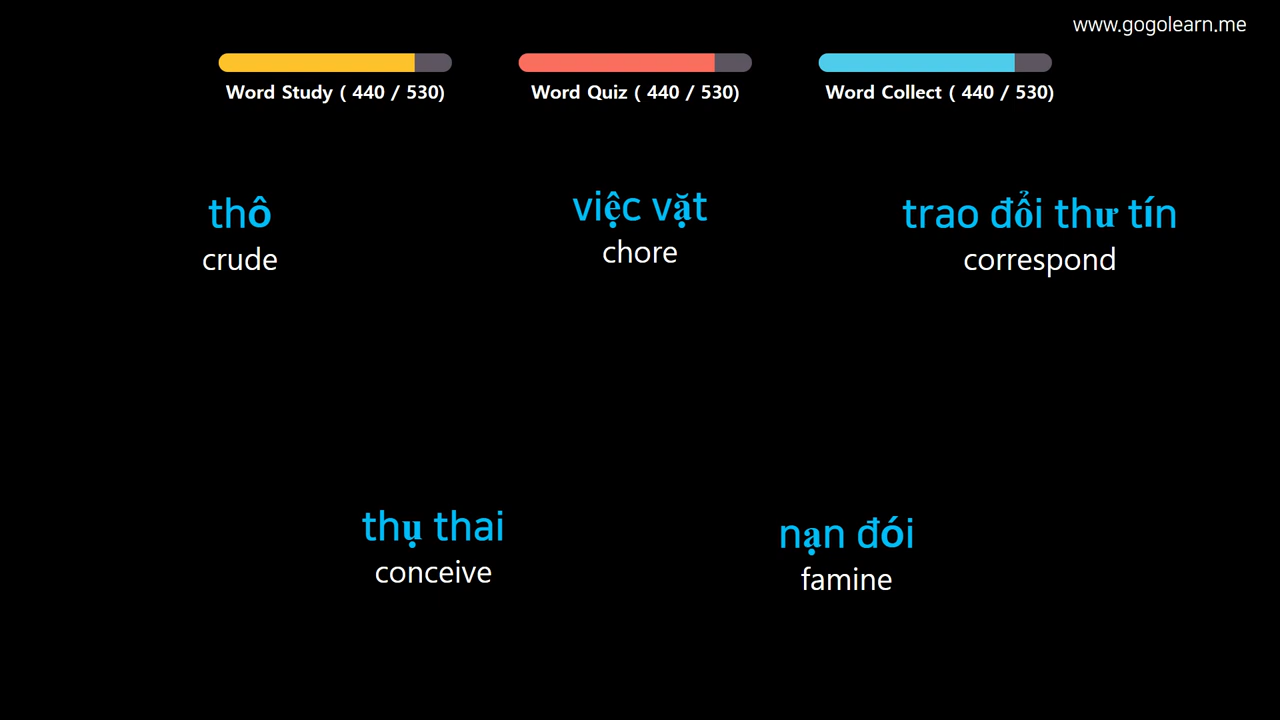 www.gogolearn.me
Word Study ( 440 / 530)
Word Quiz ( 440 / 530)
Word Collect ( 440 / 530)
thô
crude
việc vặt
chore
trao đổi thư tín
correspond
thụ thai
conceive
nạn đói
famine